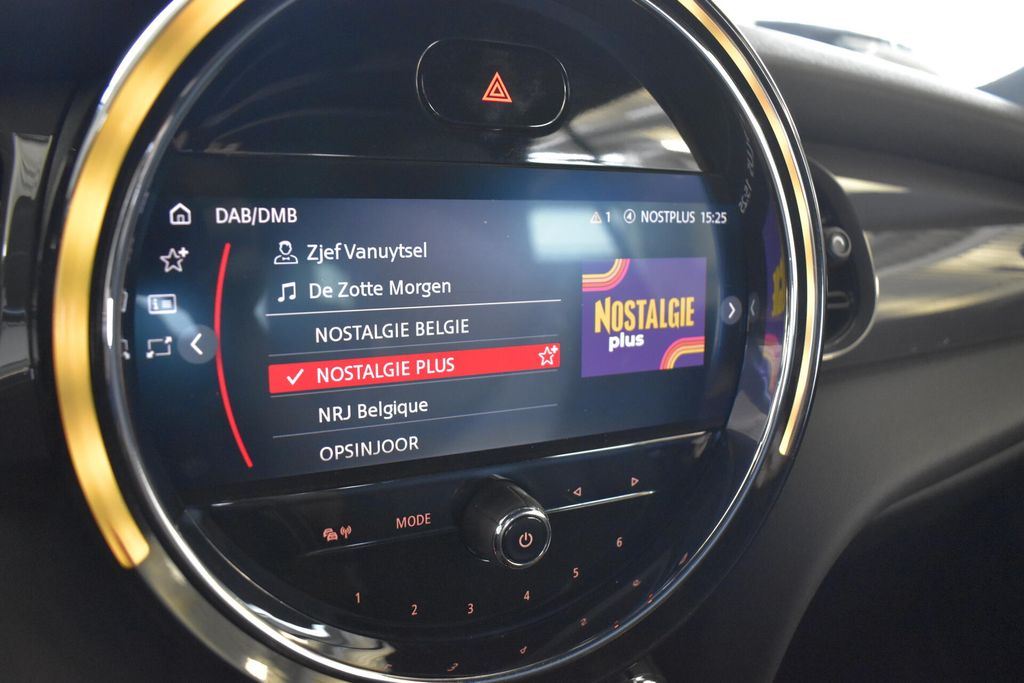 DAB/DMB
1 4 NOSTPLUS 15:25
Zjef Vanuytsel
De Zotte Morgen
NOSTALGIE BELGIE
NOSTALGIE PLUS
NRJ Belgique
OPSINJOOR
NOSTALGIE
plus
MODE
1 2 3 4 5 6